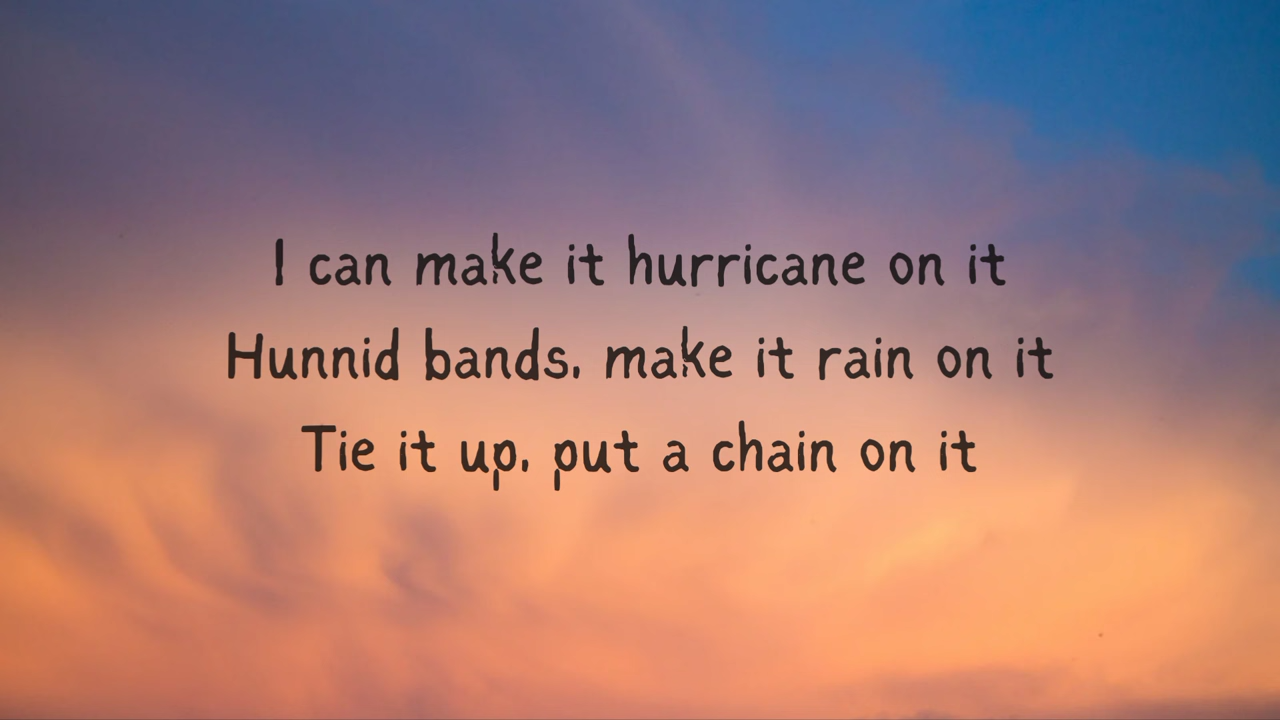 I can make it hurricane on it
Hunnid bands, make it rain on it
Tie it up, put a chain on it